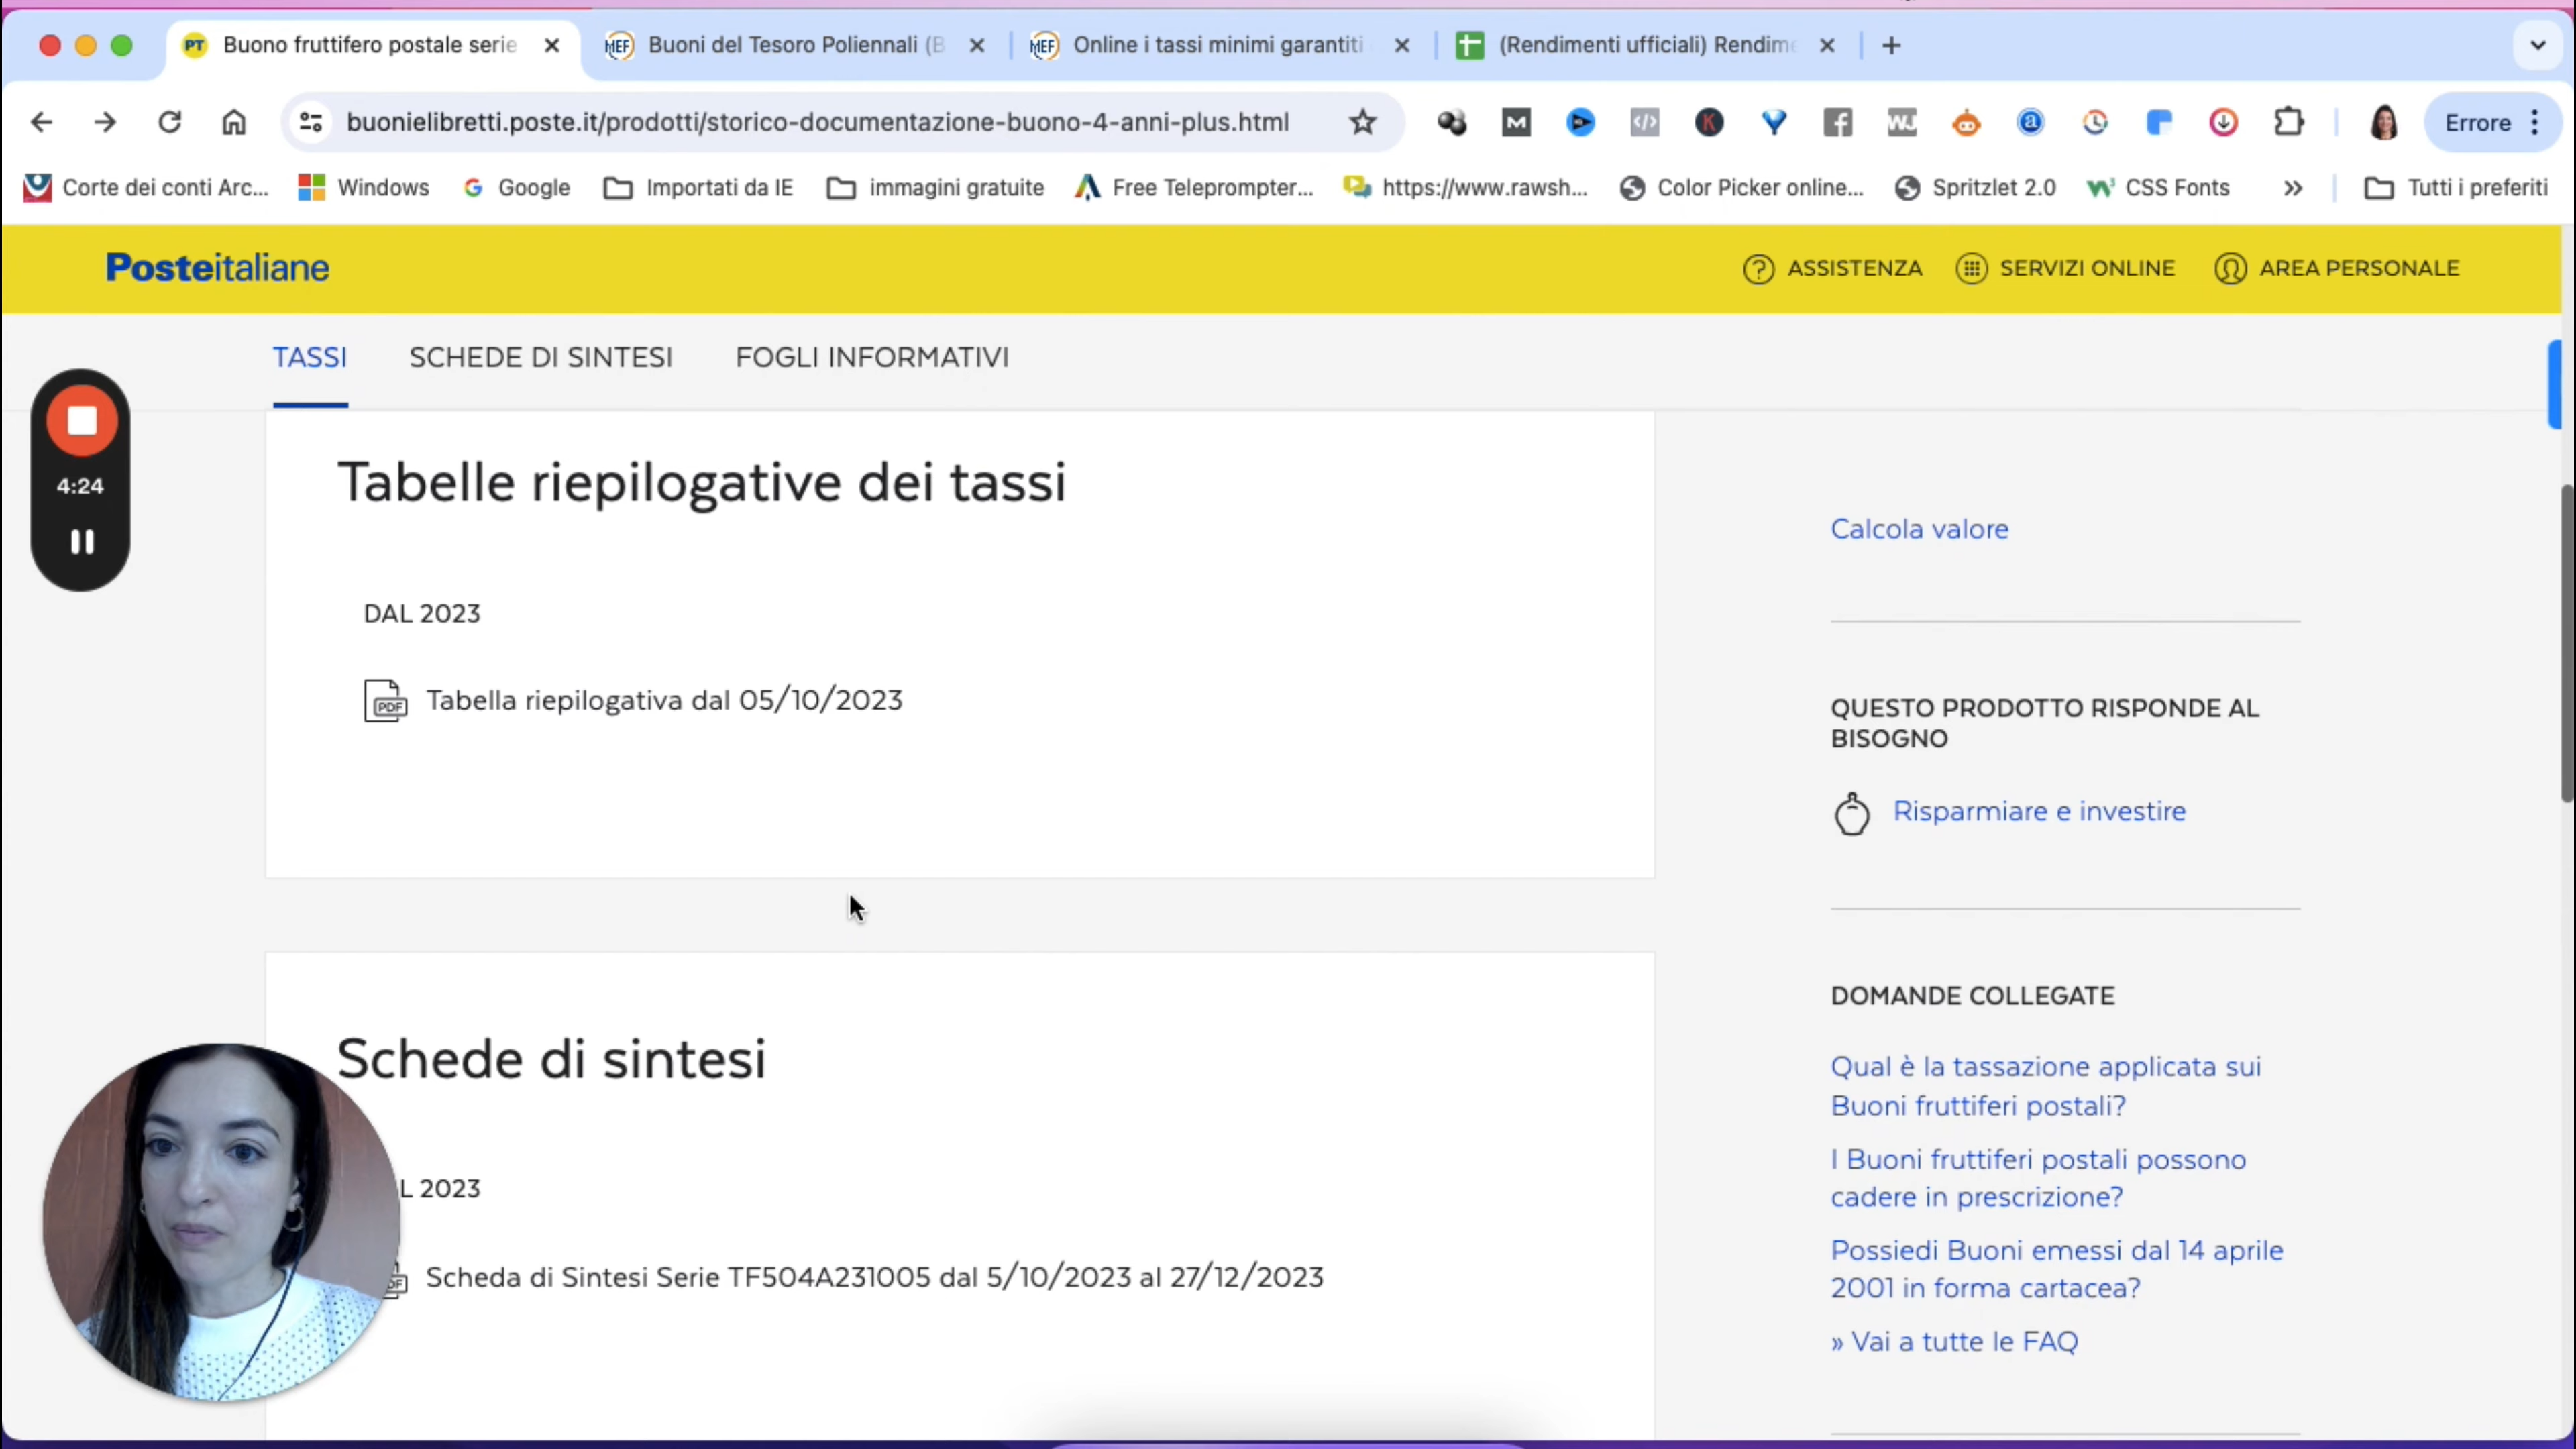 Buono fruttifero postale serie
Buoni del Tesoro Poliennali (B
Online i tassi minimi garantiti
(Rendimenti ufficiali) Rendime
buonielibretti.poste.it/prodotti/storico-documentazione-buono-4-anni-plus.html
Errore
Corte dei conti Arc...
Windows
Google
Importati da IE
immagini gratuite
Free Teleprompter...
https://www.rawsh...
Color Picker online...
Spritzlet 2.0
CSS Fonts
Tutti i preferiti
Posteitaliane
ASSISTENZA
SERVIZI ONLINE
AREA PERSONALE
TASSI
SCHEDE DI SINTESI
FOGLI INFORMATIVI
4:24
Tabelle riepilogative dei tassi
DAL 2023
PDF
Tabella riepilogativa dal 05/10/2023
Schede di sintesi
L 2023
Scheda di Sintesi Serie TF504A231005 dal 5/10/2023 al 27/12/2023
Calcola valore
QUESTO PRODOTTO RISPONDE AL
BISOGNO
Risparmiare e investire
DOMANDE COLLEGATE
Qual è la tassazione applicata sui
Buoni fruttiferi postali?
I Buoni fruttiferi postali possono
cadere in prescrizione?
Possiedi Buoni emessi dal 14 aprile
2001 in forma cartacea?
» Vai a tutte le FAQ